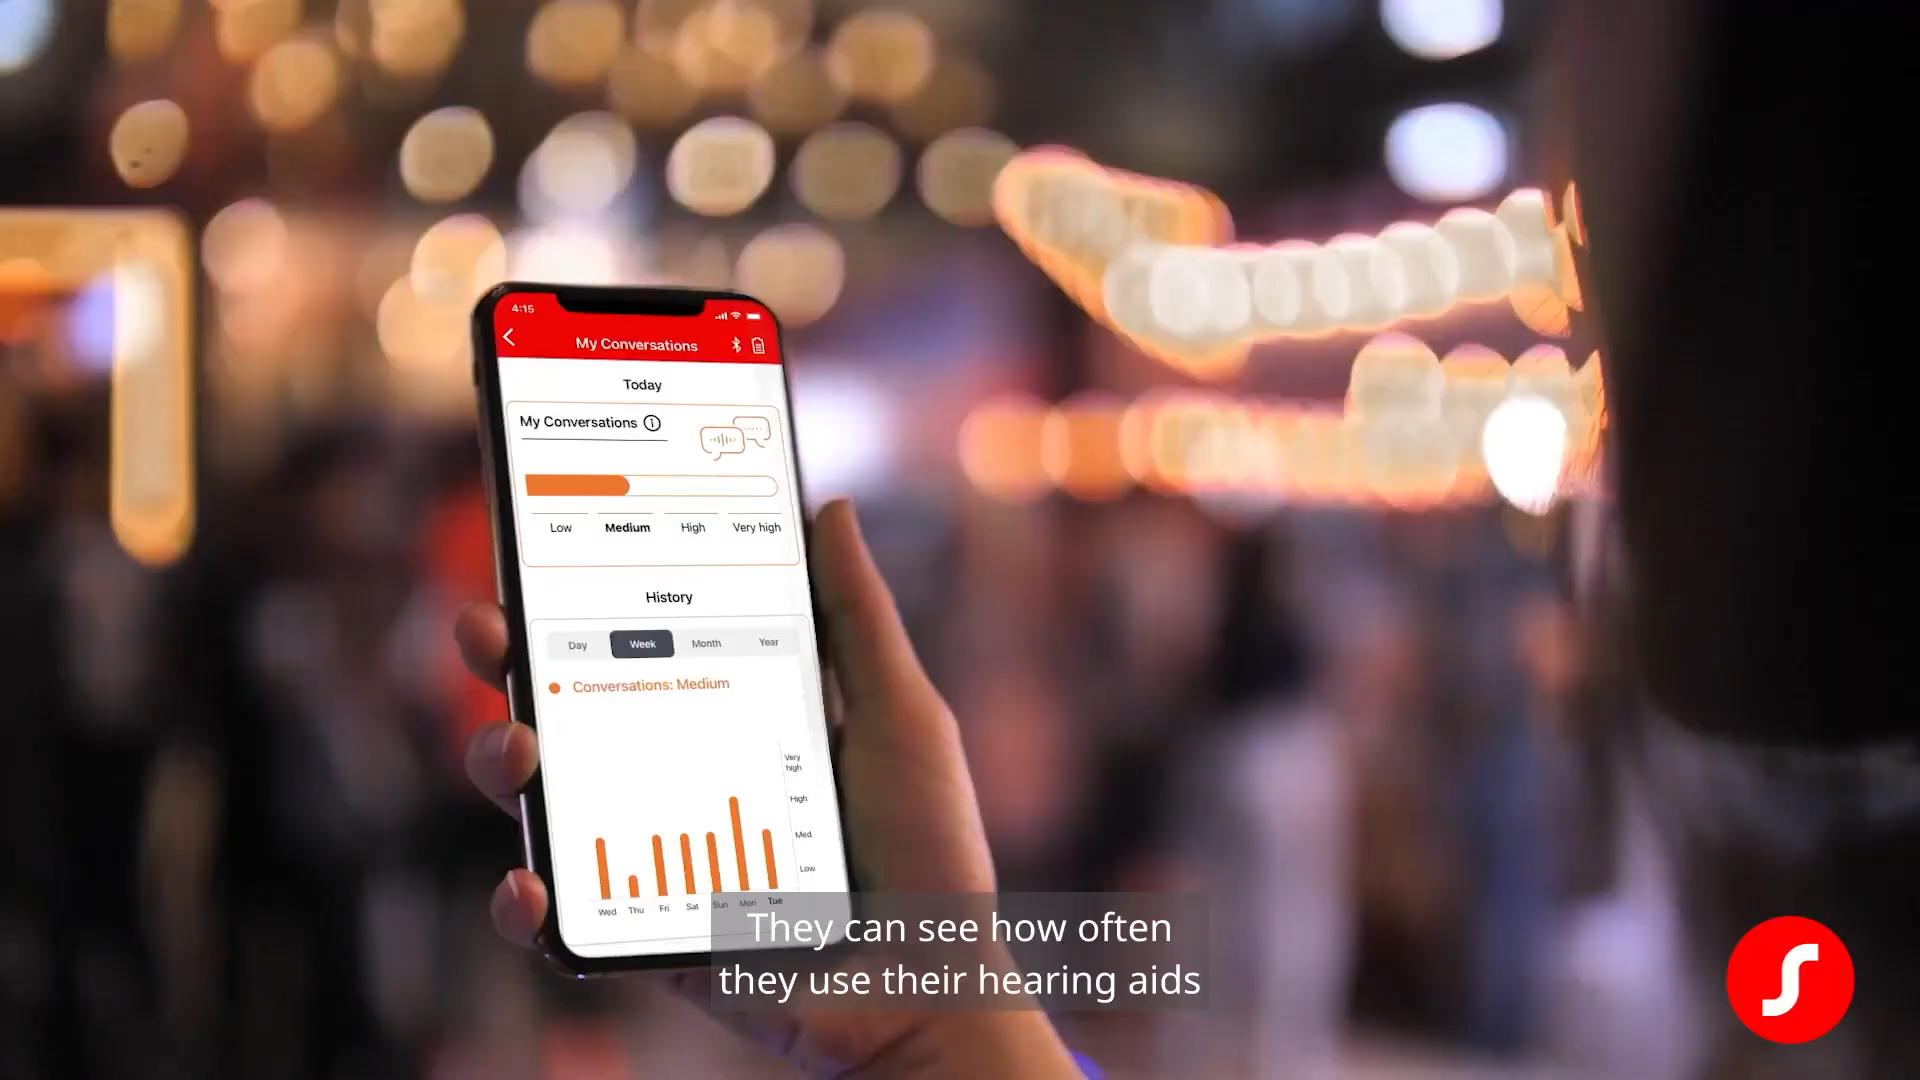 4:15
My Conversations
Today
My Conversations
Low Medium High Very high
History
Day Week Month Year
Conversations: Medium
Very
high
High
Med
Low
Wed Thu Fri Sat Sun Mon Tue
They can see how often
they use their hearing aids